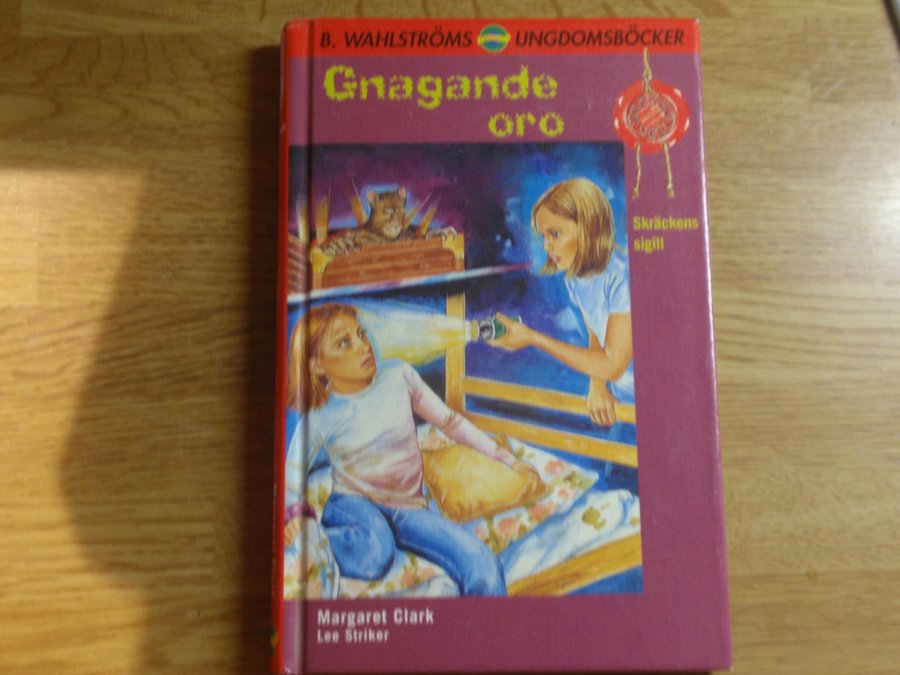 B. WAHLSTRÖMS UNGDOMSBÖCKER
Gnagande
oro
Skräckens
sigill
Margaret Clark
Lee Striker